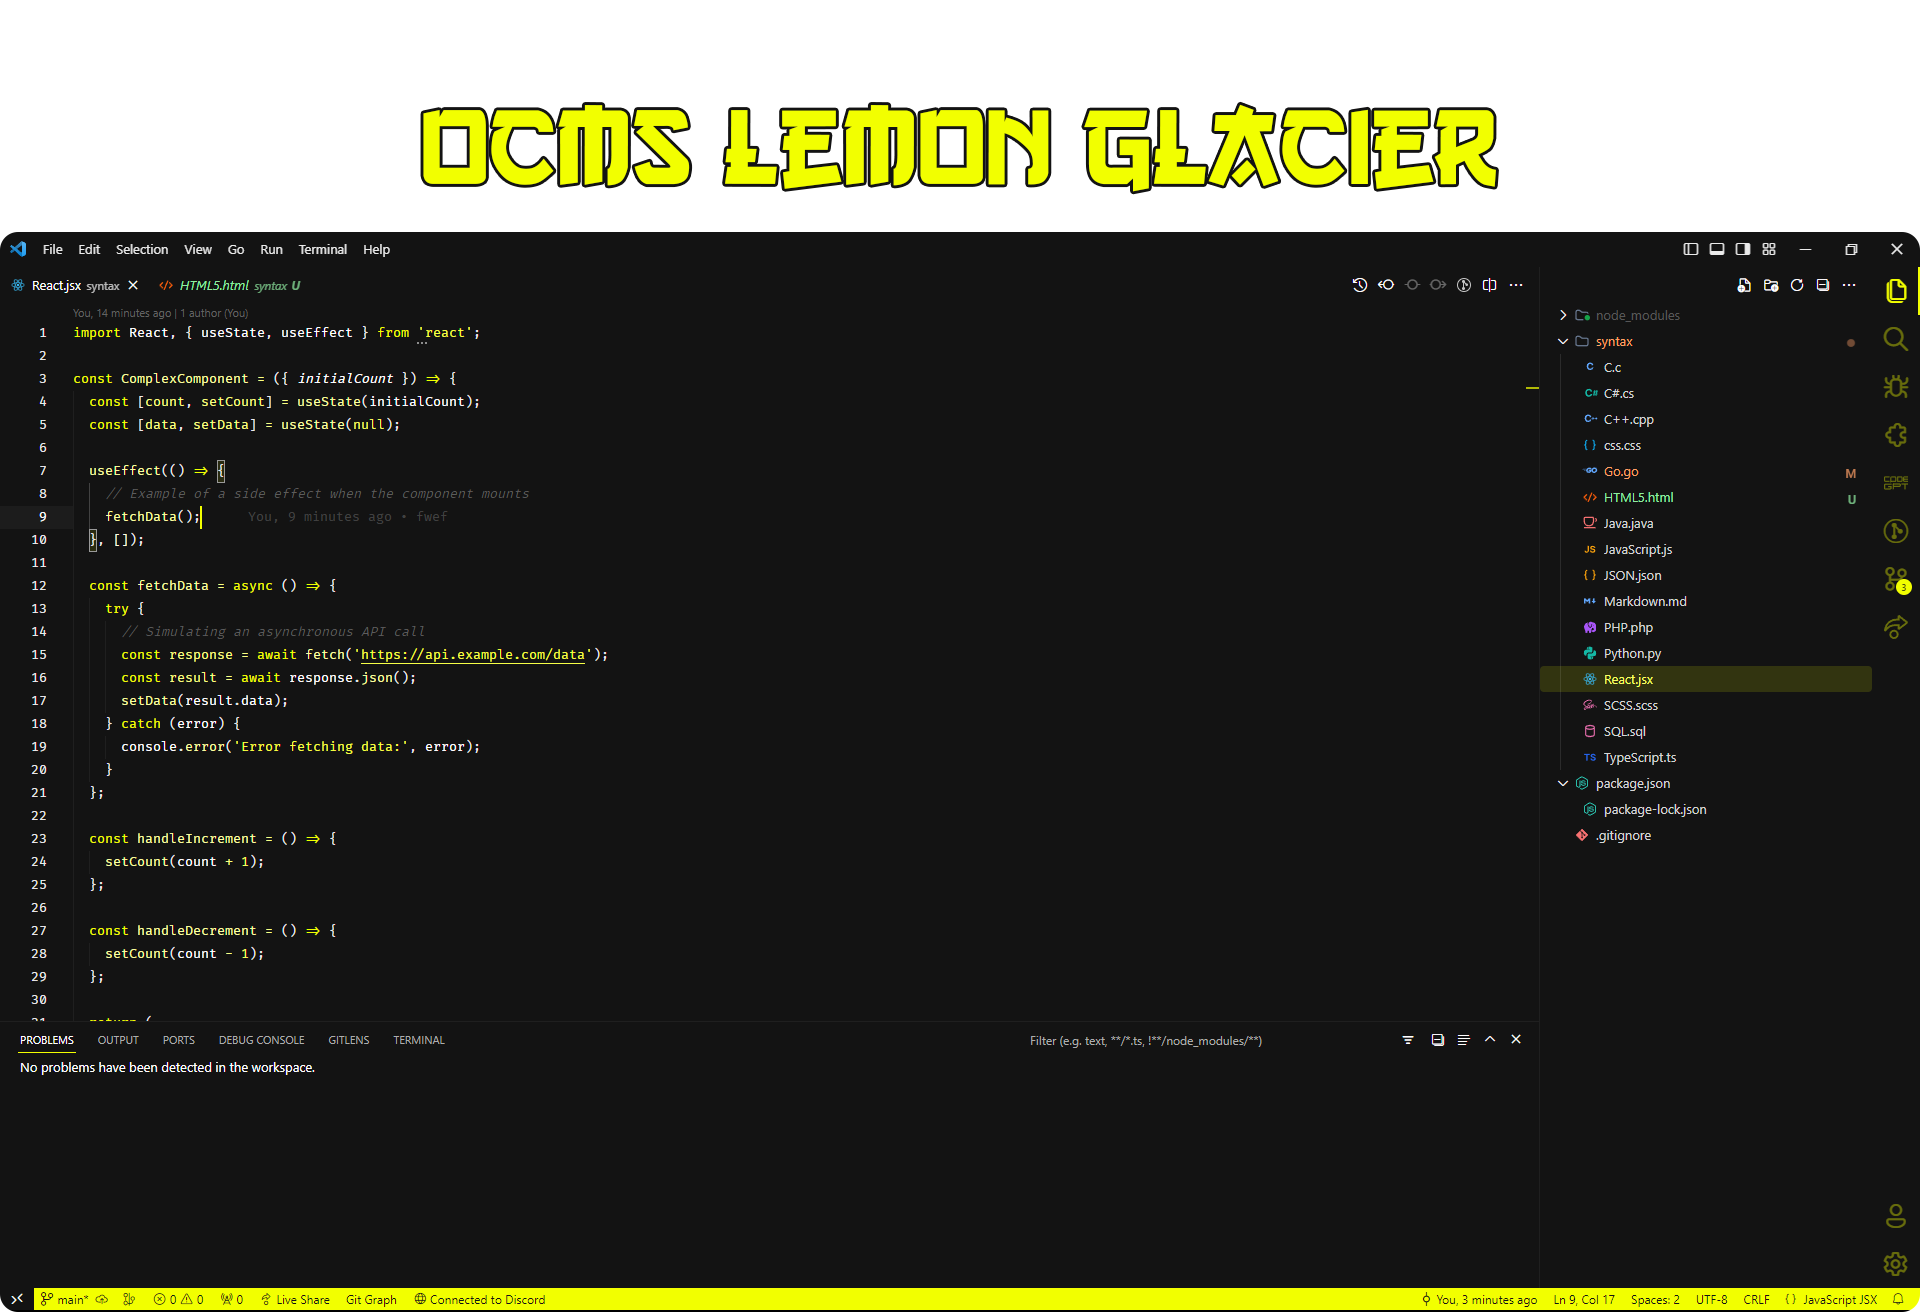 OCMS LEMON GLACIER
File Edit Selection View Go Run Terminal Help
React.jsx syntax HTML5.html syntax U
You, 14 minutes ago | 1 author (You)
1 import React, { useState, useEffect } from 'react';
2
3 const ComplexComponent = ({ initialCount }) => {
4 const [count, setCount] = useState(initialCount);
5 const [data, setData] = useState(null);
6
7 useEffect(() => {
8 // Example of a side effect when the component mounts
9 fetchData(); You, 9 minutes ago • fwef
10 }, []);
11
12 const fetchData = async () => {
13 try {
14 // Simulating an asynchronous API call
15 const response = await fetch('https://api.example.com/data');
16 const result = await response.json();
17 setData(result.data);
18 } catch (error) {
19 console.error('Error fetching data:', error);
20 }
21 };
22
23 const handleIncrement = () => {
24 setCount(count + 1);
25 };
26
27 const handleDecrement = () => {
28 setCount(count - 1);
29 };
30
31 return (
node_modules
syntax
C C.c
C# C#.cs
C++ C++.cpp
{ } css.css
GO Go.go M
HTML5.html U
Java.java
JS JavaScript.js
{ } JSON.json
M↓ Markdown.md
PHP.php
Python.py
React.jsx
SCSS.scss
SQL.sql
TS TypeScript.ts
package.json
package-lock.json
.gitignore
CODE
GPT
3
PROBLEMS OUTPUT PORTS DEBUG CONSOLE GITLENS TERMINAL Filter (e.g. text, **/*.ts, !**/node_modules/**)
No problems have been detected in the workspace.
main* 0 0 0 Live Share Git Graph Connected to Discord You, 3 minutes ago Ln 9, Col 17 Spaces: 2 UTF-8 CRLF { } JavaScript JSX